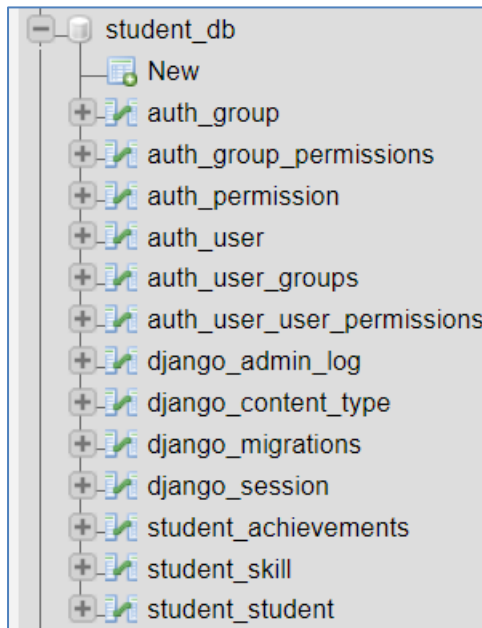 student_db
New
auth_group
auth_group_permissions
auth_permission
auth_user
auth_user_groups
auth_user_user_permissions
django_admin_log
django_content_type
django_migrations
django_session
student_achievements
student_skill
student_student